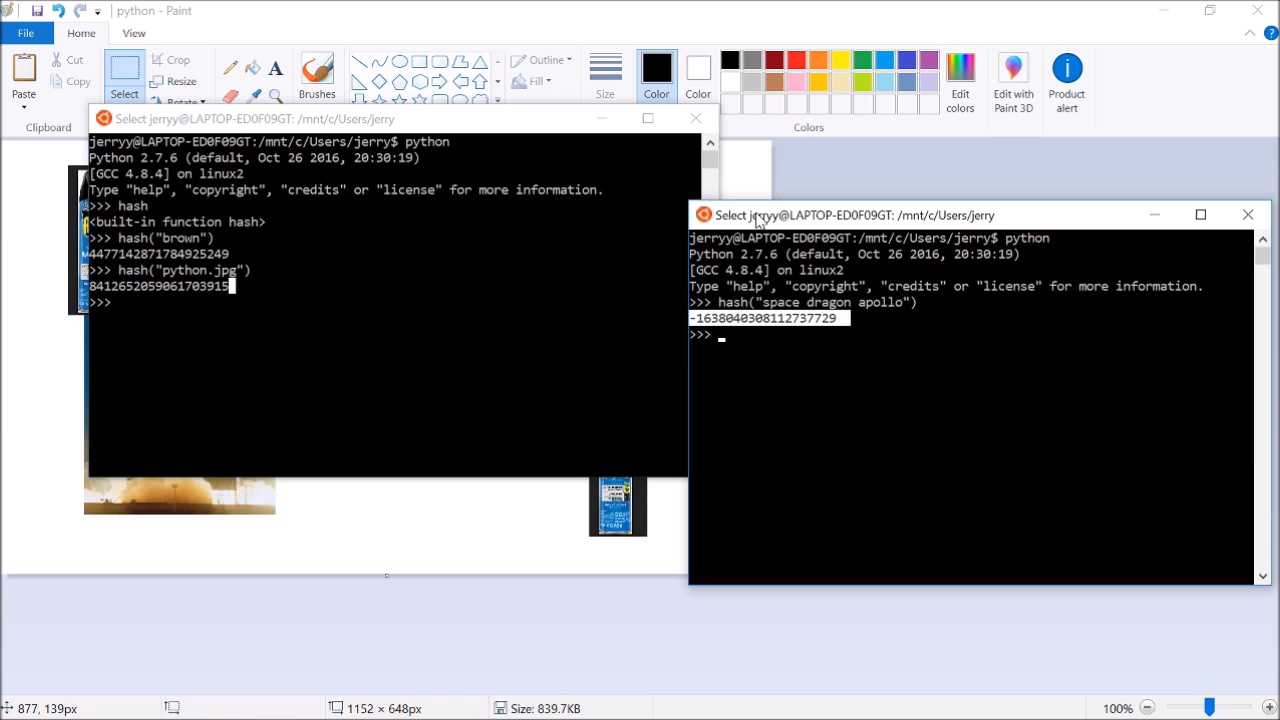 python - Paint
File
Home
View
Paste
Cut
Copy
Clipboard
Select
Crop
Resize
Rotate
Brushes
Outline
Fill
Size
Color
Color
Edit colors
Edit with Paint 3D
Product alert
Colors
Select jerryy@LAPTOP-ED0F09GT: /mnt/c/Users/jerry
jerryy@LAPTOP-ED0F09GT:/mnt/c/Users/jerry$ python
Python 2.7.6 (default, Oct 26 2016, 20:30:19)
[GCC 4.8.4] on linux2
Type "help", "copyright", "credits" or "license" for more information.
>>> hash
<built-in function hash>
>>> hash("brown")
4477142871784925249
>>> hash("python.jpg")
8412652059061703915
>>>
Select jerryy@LAPTOP-ED0F09GT: /mnt/c/Users/jerry
jerryy@LAPTOP-ED0F09GT:/mnt/c/Users/jerry$ python
Python 2.7.6 (default, Oct 26 2016, 20:30:19)
[GCC 4.8.4] on linux2
Type "help", "copyright", "credits" or "license" for more information.
>>> hash("space dragon apollo")
-1638040308112737729
>>>
877, 139px
1152 × 648px
Size: 839.7KB
100%